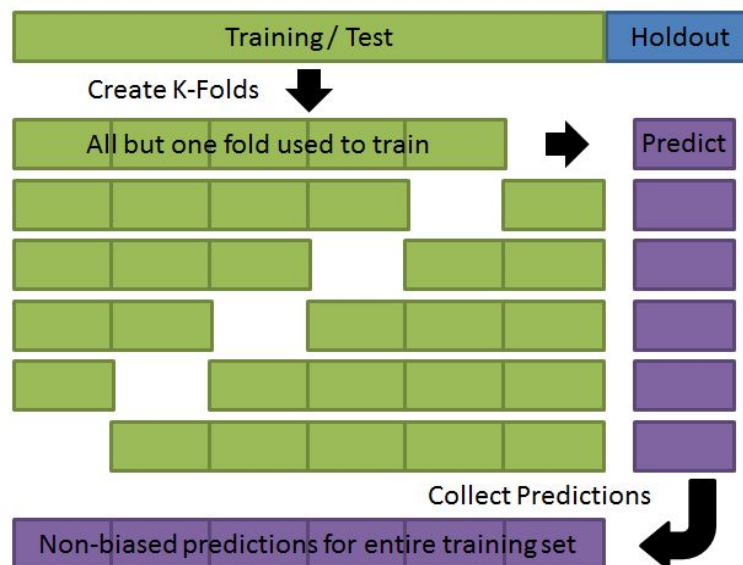 Training / Test
Holdout
Create K-Folds
All but one fold used to train
Predict
Collect Predictions
Non-biased predictions for entire training set